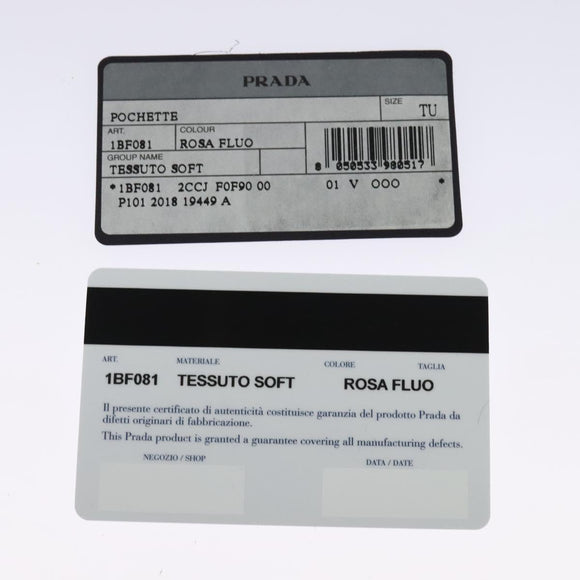 PRADA
SIZE
POCHETTE TU
ART. COLOUR
1BF081 ROSA FLUO
GROUP NAME
TESSUTO SOFT
8 050533 980517
*1BF081 2CCJ F0F90 00 01 V OOO *
P101 2018 19449 A
ART. MATERIALE COLORE TAGLIA
1BF081 TESSUTO SOFT ROSA FLUO
Il presente certificato di autenticità costituisce garanzia del prodotto Prada da
difetti originari di fabbricazione.
This Prada product is granted a guarantee covering all manufacturing defects.
NEGOZIO / SHOP DATA / DATE